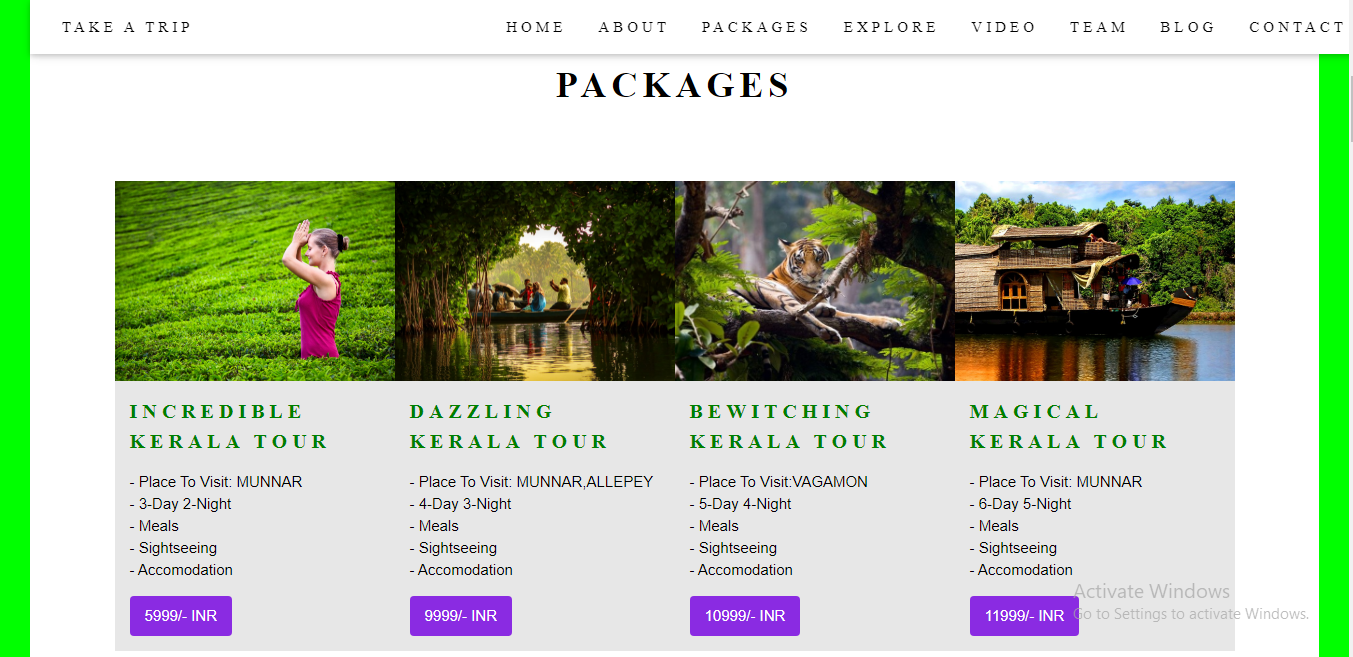 TAKE A TRIP
HOME ABOUT PACKAGES EXPLORE VIDEO TEAM BLOG CONTACT
PACKAGES
INCREDIBLE
KERALA TOUR
- Place To Visit: MUNNAR
- 3-Day 2-Night
- Meals
- Sightseeing
- Accomodation
5999/- INR
DAZZLING
KERALA TOUR
- Place To Visit: MUNNAR,ALLEPEY
- 4-Day 3-Night
- Meals
- Sightseeing
- Accomodation
9999/- INR
BEWITCHING
KERALA TOUR
- Place To Visit:VAGAMON
- 5-Day 4-Night
- Meals
- Sightseeing
- Accomodation
10999/- INR
MAGICAL
KERALA TOUR
- Place To Visit: MUNNAR
- 6-Day 5-Night
- Meals
- Sightseeing
- Accomodation
11999/- INR
Activate Windows
Go to Settings to activate Windows.